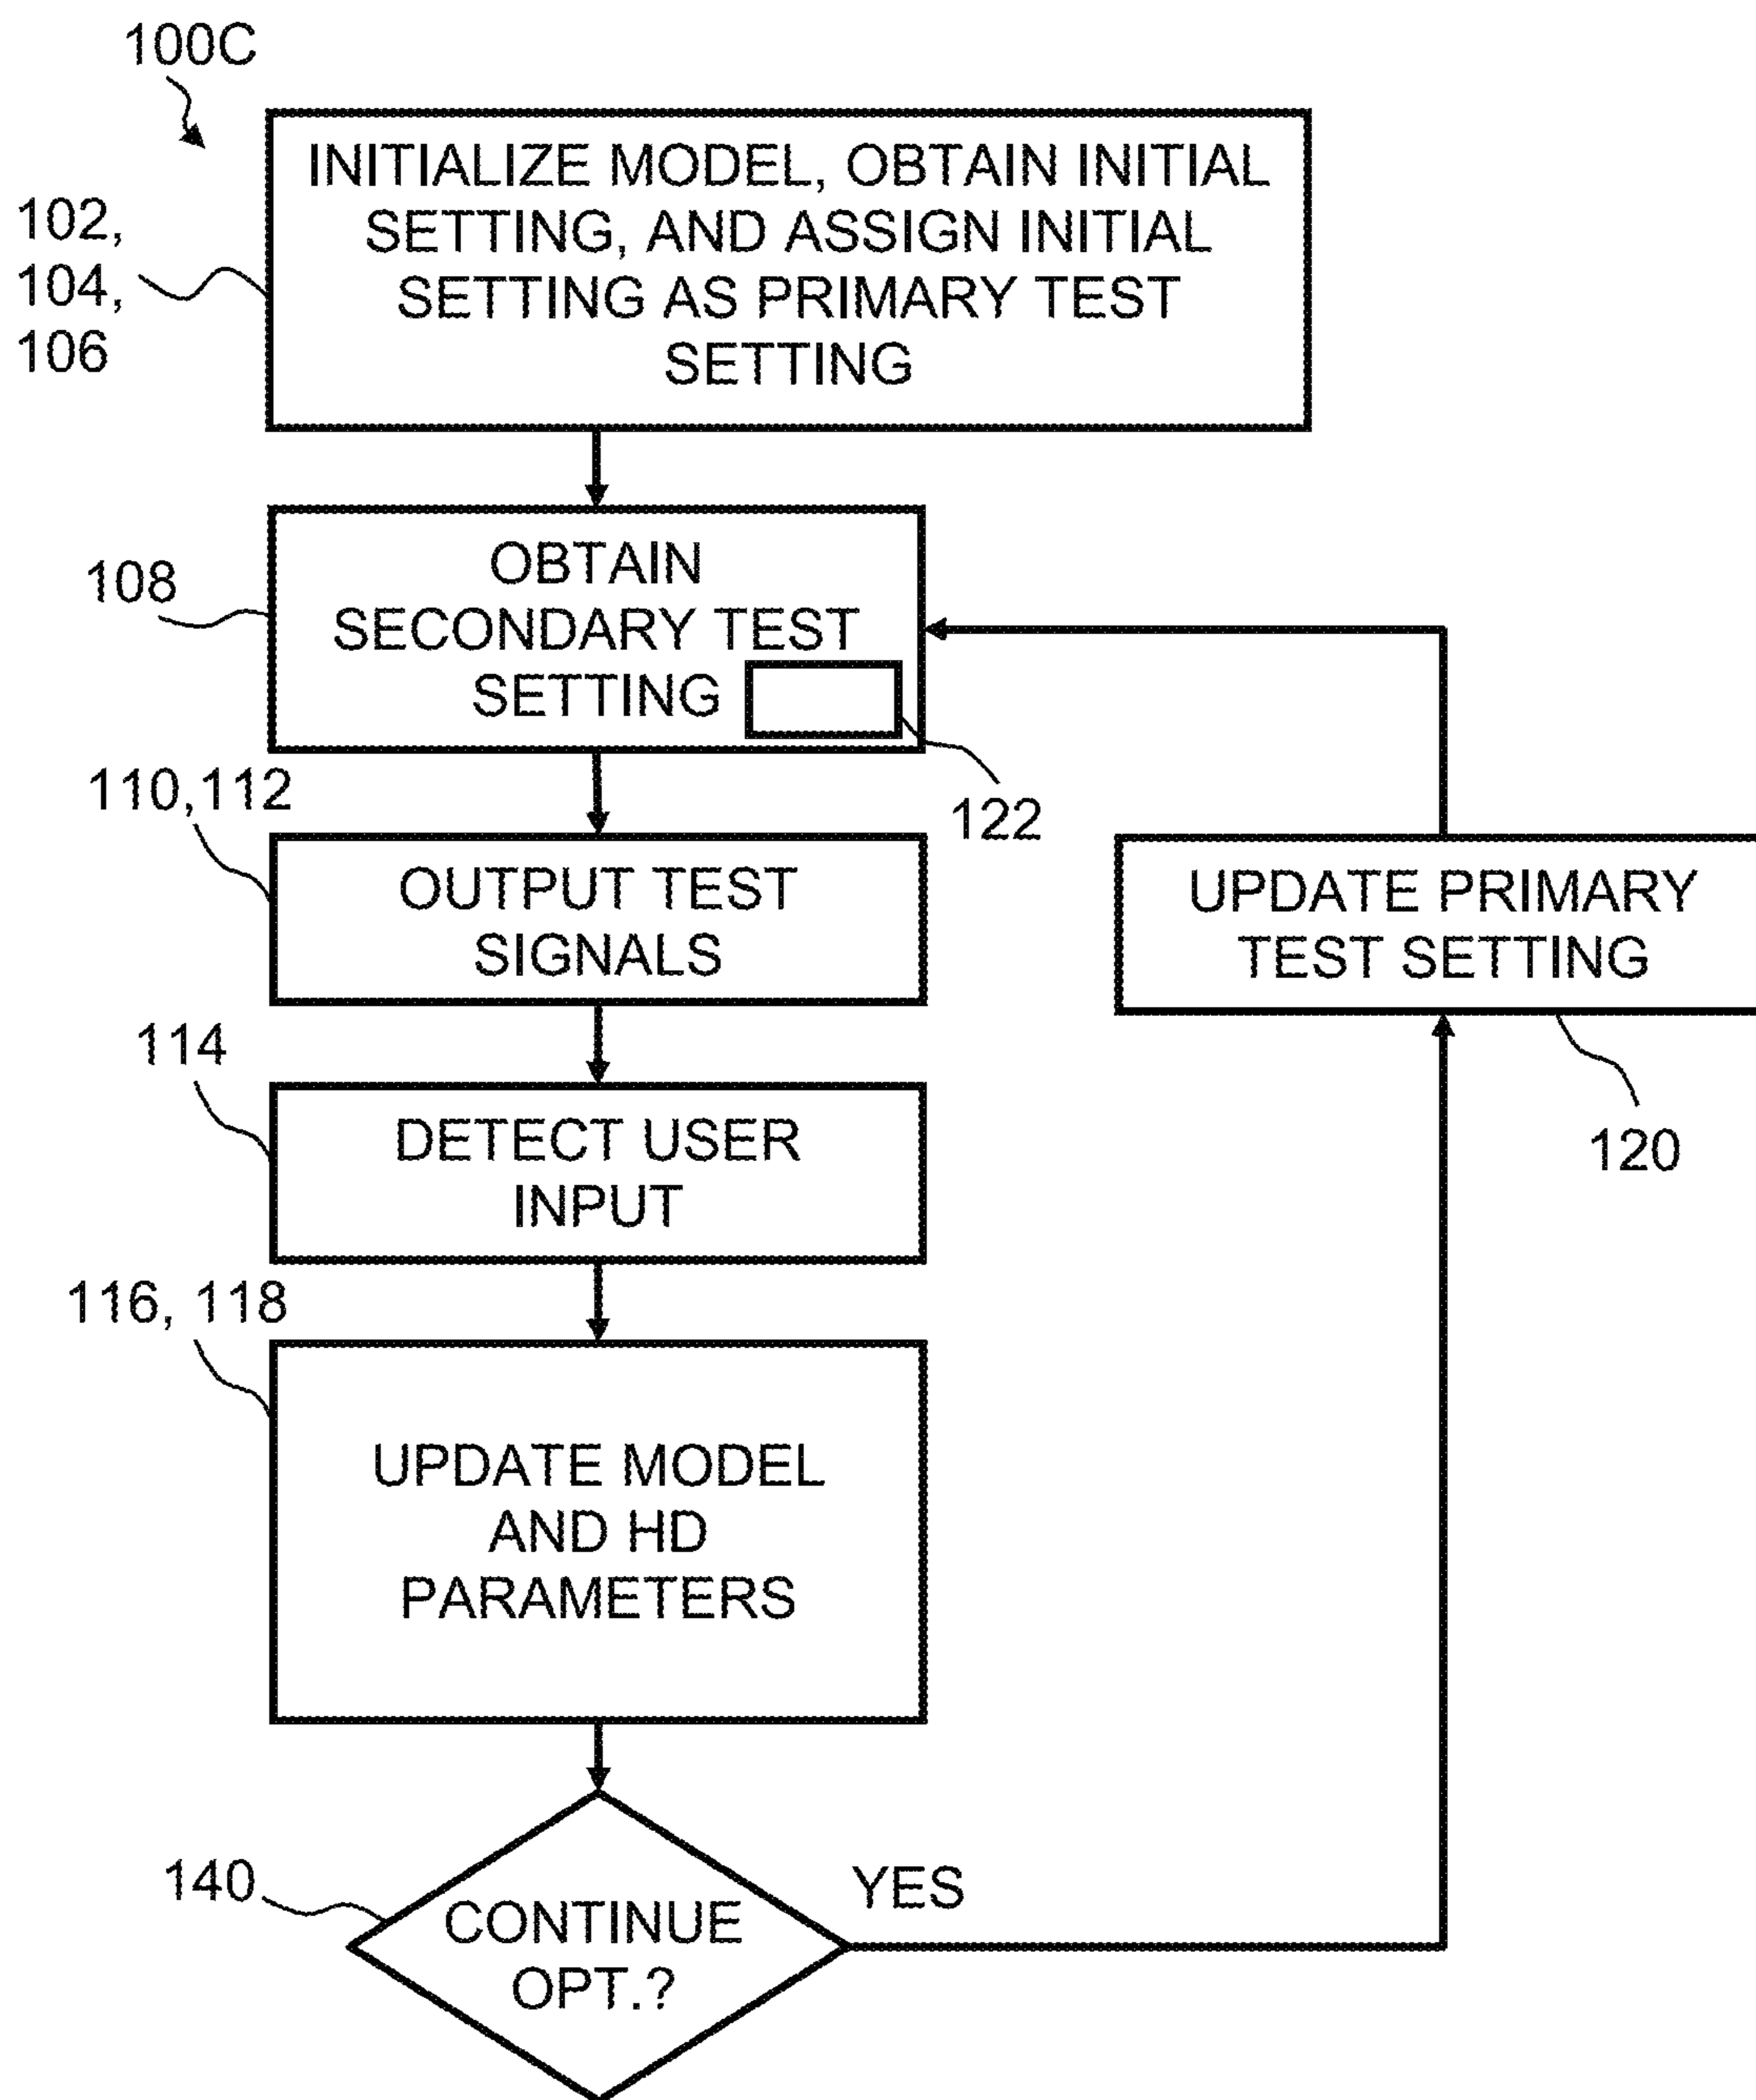 100C
102,
104,
106
INITIALIZE MODEL, OBTAIN INITIAL
SETTING, AND ASSIGN INITIAL
SETTING AS PRIMARY TEST
SETTING
108
OBTAIN
SECONDARY TEST
SETTING
122
110,112
OUTPUT TEST
SIGNALS
UPDATE PRIMARY
TEST SETTING
120
114
DETECT USER
INPUT
116, 118
UPDATE MODEL
AND HD
PARAMETERS
140
CONTINUE
OPT.?
YES